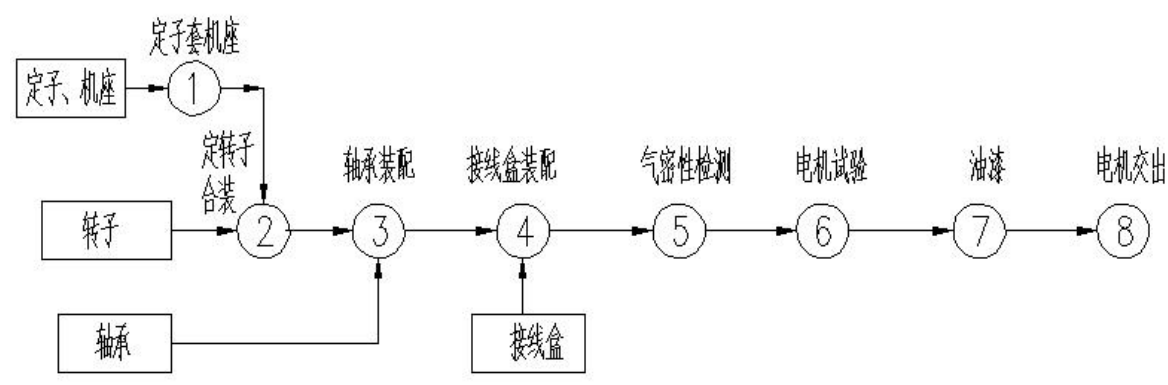 定子套机座
定子、机座
1
定转子
合装
轴承装配
接线盒装配
气密性检测
电机试验
油漆
电机交出
转子
2
3
4
5
6
7
8
轴承
接线盒